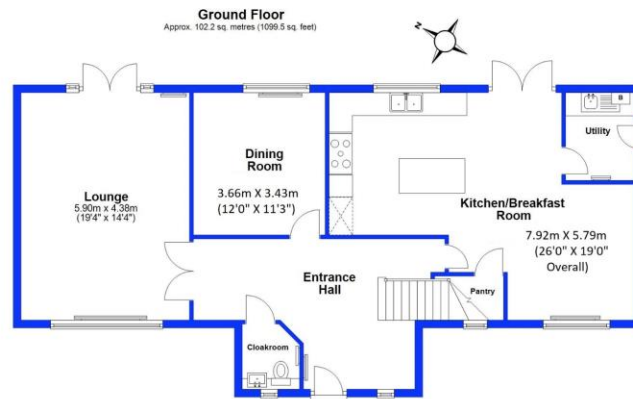 Ground Floor
Approx. 102.2 sq. metres (1099.5 sq. feet)
N
B
Utility
Dining
Room
3.66m X 3.43m
(12'0" X 11'3")
Lounge
5.90m x 4.38m
(19'4" x 14'4")
Kitchen/Breakfast
Room
7.92m X 5.79m
(26'0" X 19'0"
Overall)
Entrance
Hall
Pantry
Cloakroom